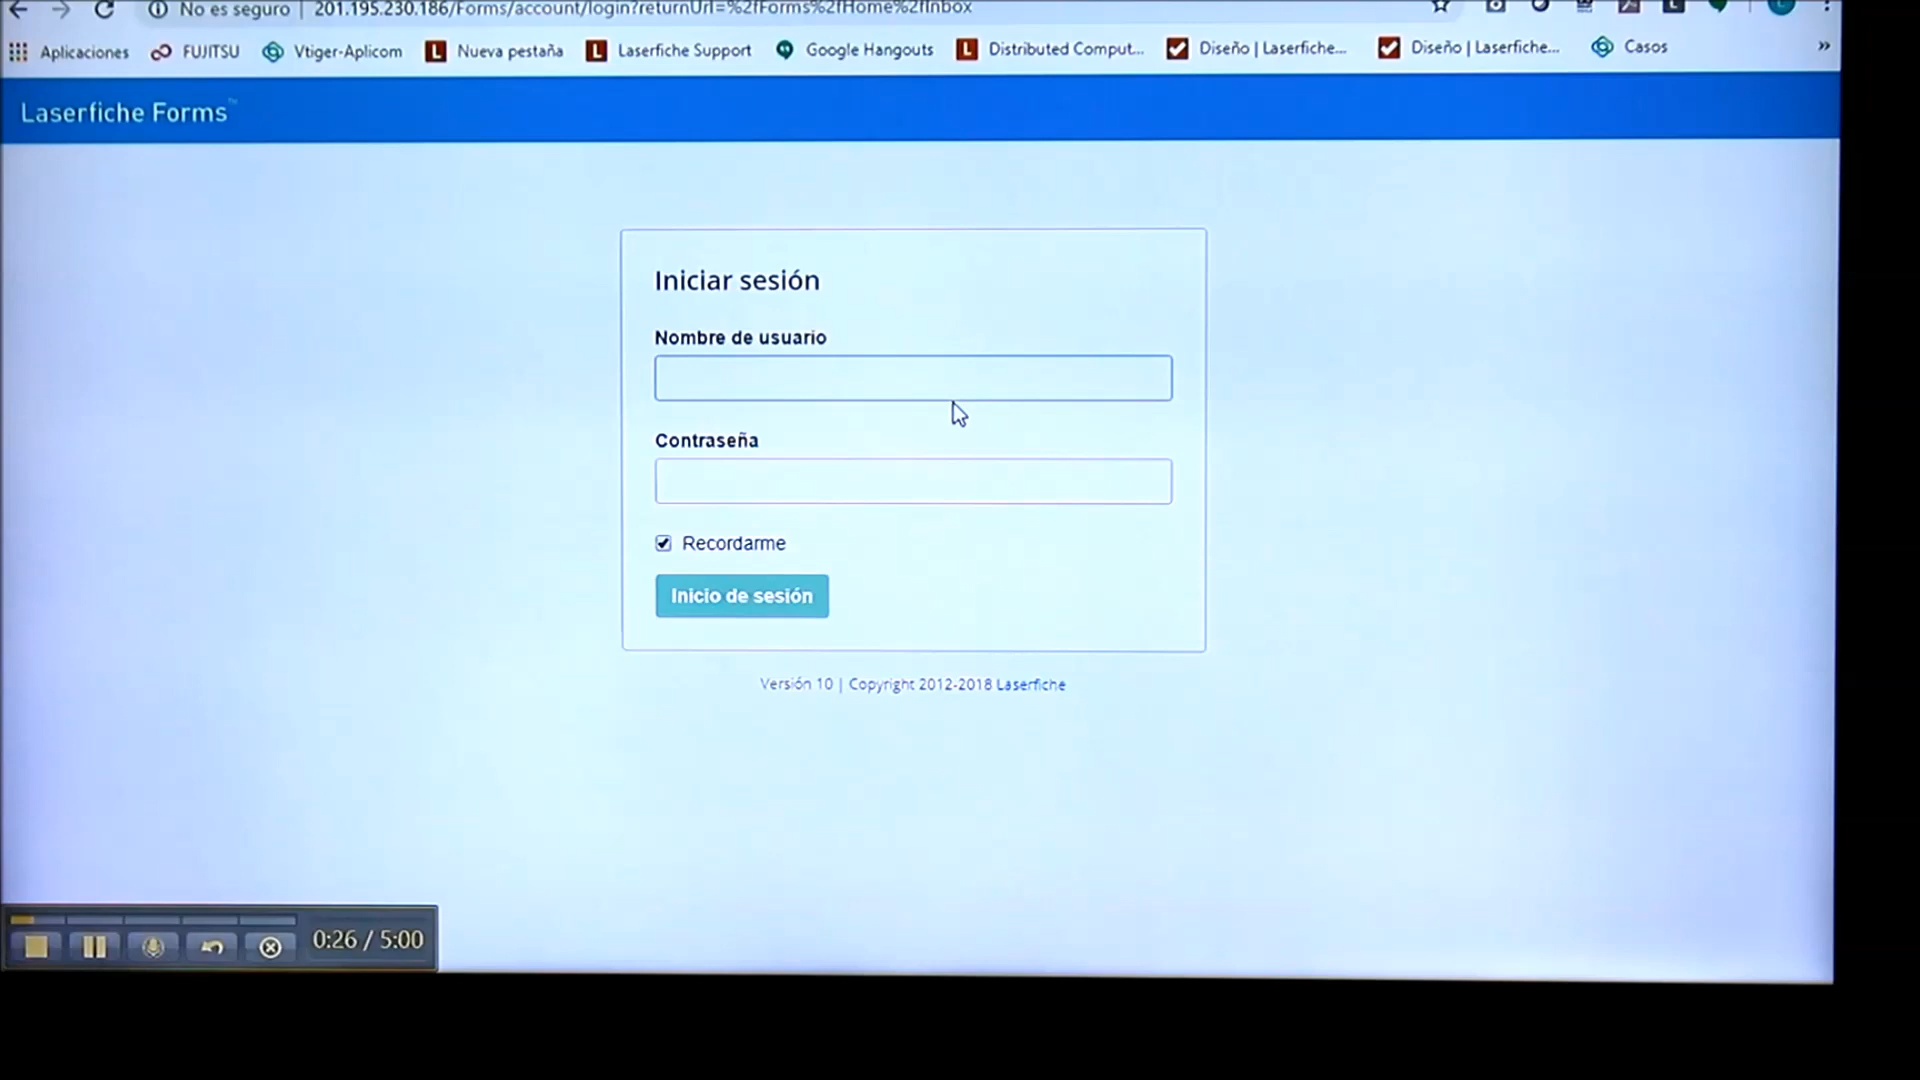 No es seguro | 201.195.230.186/Forms/account/login?returnUrl=%2fForms%2fHome%2fInbox
Aplicaciones FUJITSU Vtiger-Aplicom L Nueva pestaña L Laserfiche Support Google Hangouts L Distributed Comput... Diseño | Laserfiche... Diseño | Laserfiche... Casos »
Laserfiche Forms™
Iniciar sesión
Nombre de usuario
Contraseña
Recordarme
Inicio de sesión
Versión 10 | Copyright 2012-2018 Laserfiche
0:26 / 5:00